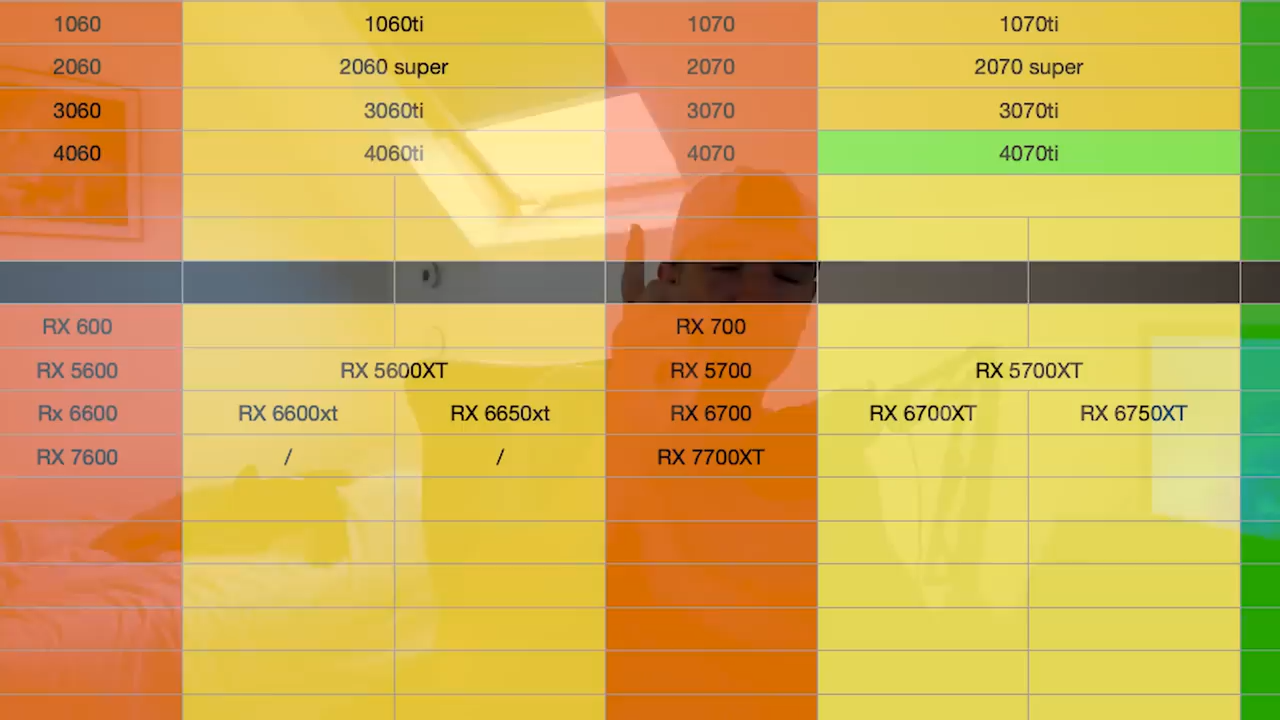 1060 1060ti 1070 1070ti
2060 2060 super 2070 2070 super
3060 3060ti 3070 3070ti
4060 4060ti 4070 4070ti
RX 600 RX 700
RX 5600 RX 5600XT RX 5700 RX 5700XT
Rx 6600 RX 6600xt RX 6650xt RX 6700 RX 6700XT RX 6750XT
RX 7600 / / RX 7700XT